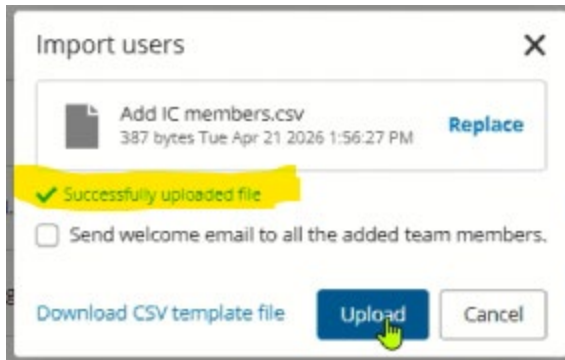 Import users
Add IC members.csv
387 bytes Tue Apr 21 2026 1:56:27 PM
Replace
Successfully uploaded file
Send welcome email to all the added team members.
Download CSV template file
Upload
Cancel